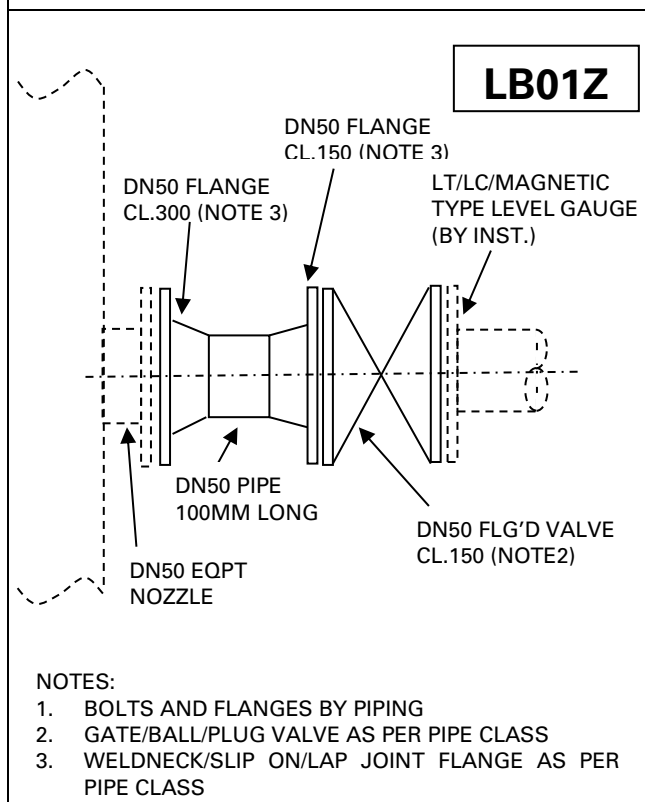 LB01Z
DN50 FLANGE
CL.150 (NOTE 3)
DN50 FLANGE
CL.300 (NOTE 3)
LT/LC/MAGNETIC
TYPE LEVEL GAUGE
(BY INST.)
DN50 PIPE
100MM LONG
DN50 FLG'D VALVE
CL.150 (NOTE2)
DN50 EQPT
NOZZLE
NOTES:
1. BOLTS AND FLANGES BY PIPING
2. GATE/BALL/PLUG VALVE AS PER PIPE CLASS
3. WELDNECK/SLIP ON/LAP JOINT FLANGE AS PER
PIPE CLASS